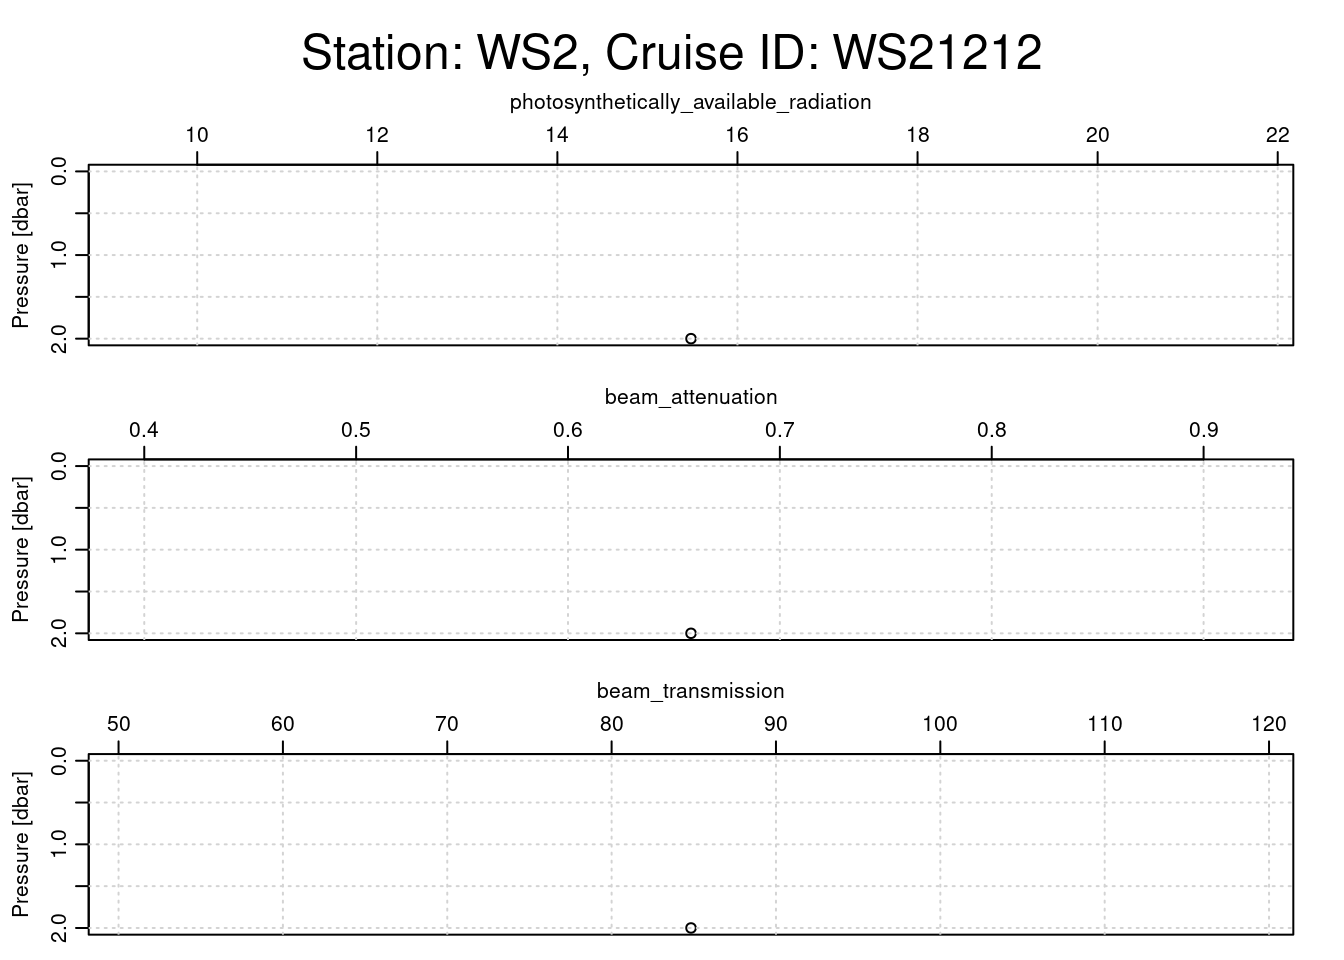 Station: WS2, Cruise ID: WS21212
photosynthetically_available_radiation
10 12 14 16 18 20 22
Pressure [dbar]
0.0
1.0
2.0
beam_attenuation
0.4 0.5 0.6 0.7 0.8 0.9
Pressure [dbar]
0.0
1.0
2.0
beam_transmission
50 60 70 80 90 100 110 120
Pressure [dbar]
0.0
1.0
2.0